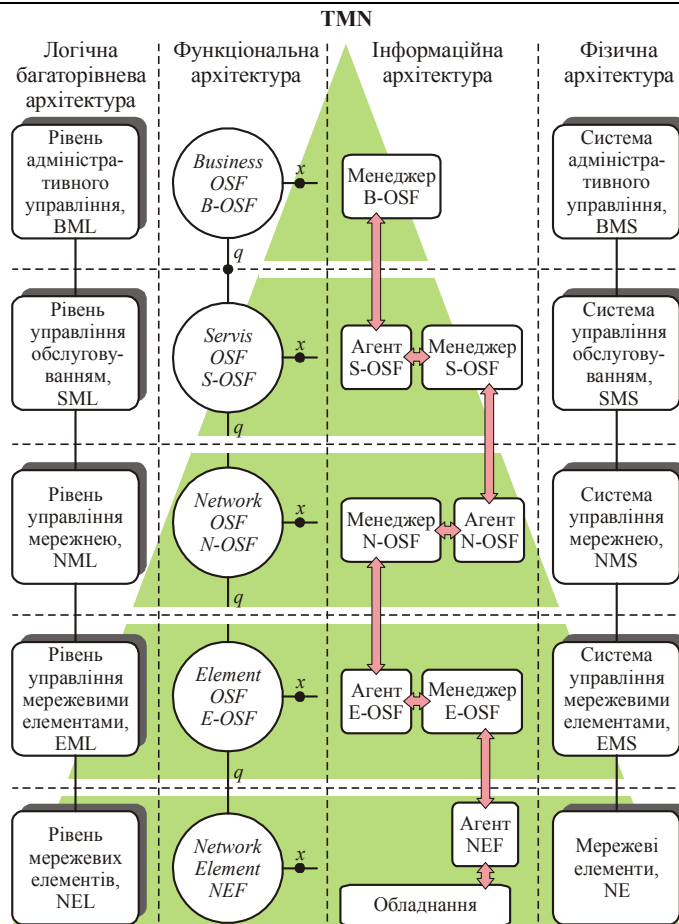 TMN
Логічна
багаторівнева
архітектура
Функціональна
архітектура
Інформаційна
архітектура
Фізична
архітектура
Рівень
адміністра-
тивного
управління,
BML
Business
OSF
B-OSF
x
q
Менеджер
B-OSF
Система
адміністра-
тивного
управління,
BMS
Рівень
управління
обслугову-
ванням,
SML
Servis
OSF
S-OSF
x
q
Агент
S-OSF
Менеджер
S-OSF
Система
управління
обслугову-
ванням,
SMS
Рівень
управління
мережнею,
NML
Network
OSF
N-OSF
x
q
Менеджер
N-OSF
Агент
N-OSF
Система
управління
мережнею,
NMS
Рівень
управління
мережевими
елементами,
EML
Element
OSF
E-OSF
x
q
Агент
E-OSF
Менеджер
E-OSF
Система
управління
мережевими
елементами,
EMS
Рівень
мережевих
елементів,
NEL
Network
Element
NEF
x
Агент
NEF
Обладнання
Мережеві
елементи,
NE